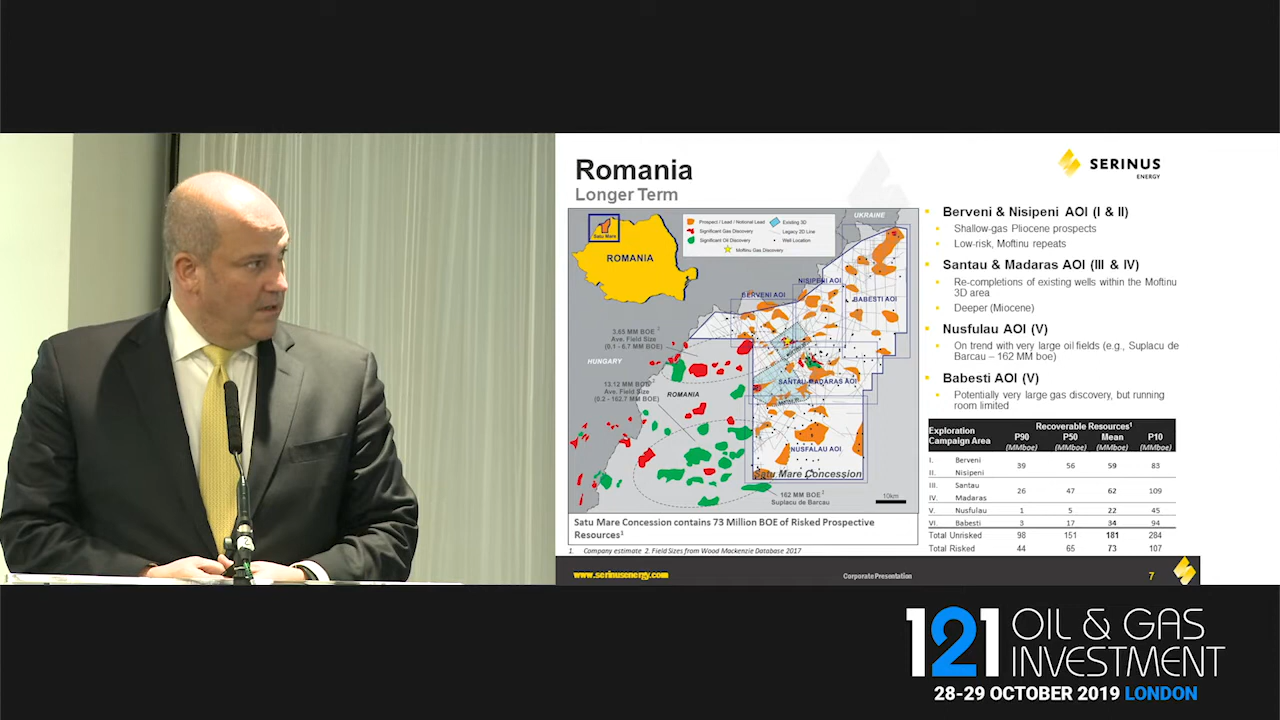 Romania
Longer Term
SERINUS
ENERGY
UKRAINE
Satu Mare
ROMANIA
Prospect / Lead / Notional Lead
Significant Gas Discovery
Significant Oil Discovery
Existing 3D
Legacy 2D Line
Well Location
Moftinu Gas Discovery
NISIPENI AOI
BERVENI AOI
BABESTI AOI
3.65 MM BOE 2
Ave. Field Size
(0.1 - 6.7 MM BOE)
HUNGARY
13.12 MM BOE
Ave. Field Size
(0.2 - 162.7 MM BOE)
ROMANIA
SANTAU-MADARAS AOI
NUSFALAU AOI
Satu Mare Concession
162 MM BOE 2
Suplacu de Barcau
10km
Satu Mare Concession contains 73 Million BOE of Risked Prospective
Resources1
1. Company estimate 2. Field Sizes from Wood Mackenzie Database 2017
Berveni & Nisipeni AOI (I & II)
Shallow-gas Pliocene prospects
Low-risk, Moftinu repeats
Santau & Madaras AOI (III & IV)
Re-completions of existing wells within the Moftinu
3D area
Deeper (Miocene)
Nusfulau AOI (V)
On trend with very large oil fields (e.g., Suplacu de
Barcau – 162 MM boe)
Babesti AOI (V)
Potentially very large gas discovery, but running
room limited
Exploration
Campaign Area
Recoverable Resources1
P90 P50 Mean P10
(MMboe) (MMboe) (MMboe) (MMboe)
I. Berveni
II. Nisipeni
39 56 59 83
III. Santau
IV. Madaras
26 47 62 109
V. Nusfulau 1 5 22 45
VI. Babesti 3 17 34 94
Total Unrisked 98 151 181 284
Total Risked 44 65 73 107
www.serinusenergy.com
Corporate Presentation
7
121 OIL & GAS
INVESTMENT
28-29 OCTOBER 2019 LONDON